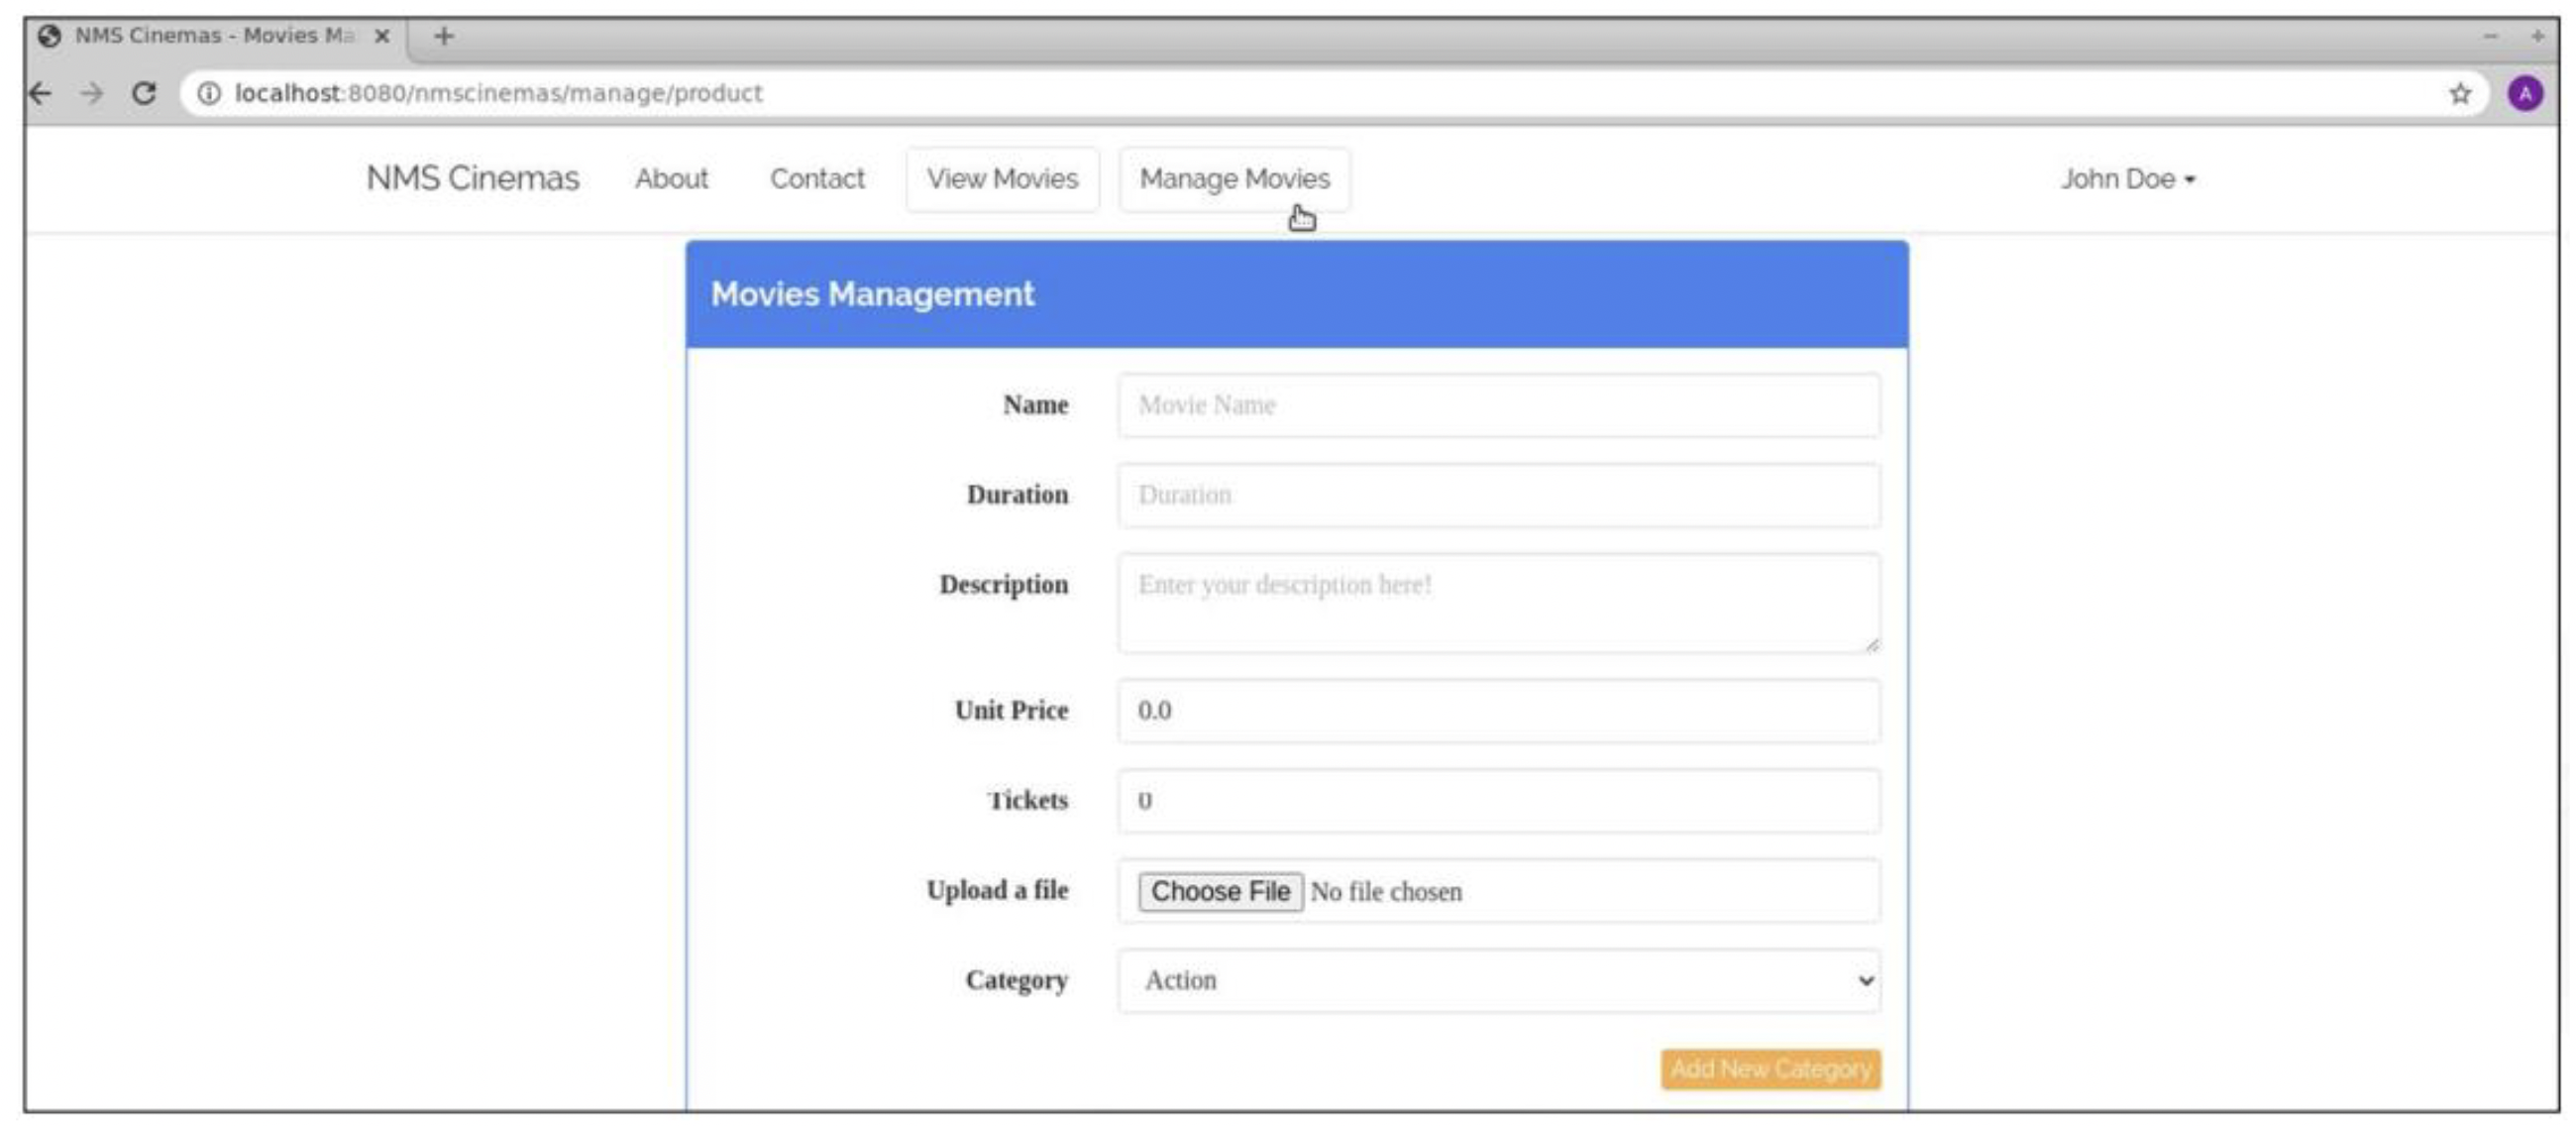 NMS Cinemas - Movies Ma
localhost:8080/nmscinemas/manage/product
A
NMS Cinemas About Contact View Movies Manage Movies John Doe
Movies Management
Name Movie Name
Duration Duration
Description Enter your description here!
Unit Price 0.0
Tickets 0
Upload a file Choose File No file chosen
Category Action
Add New Category